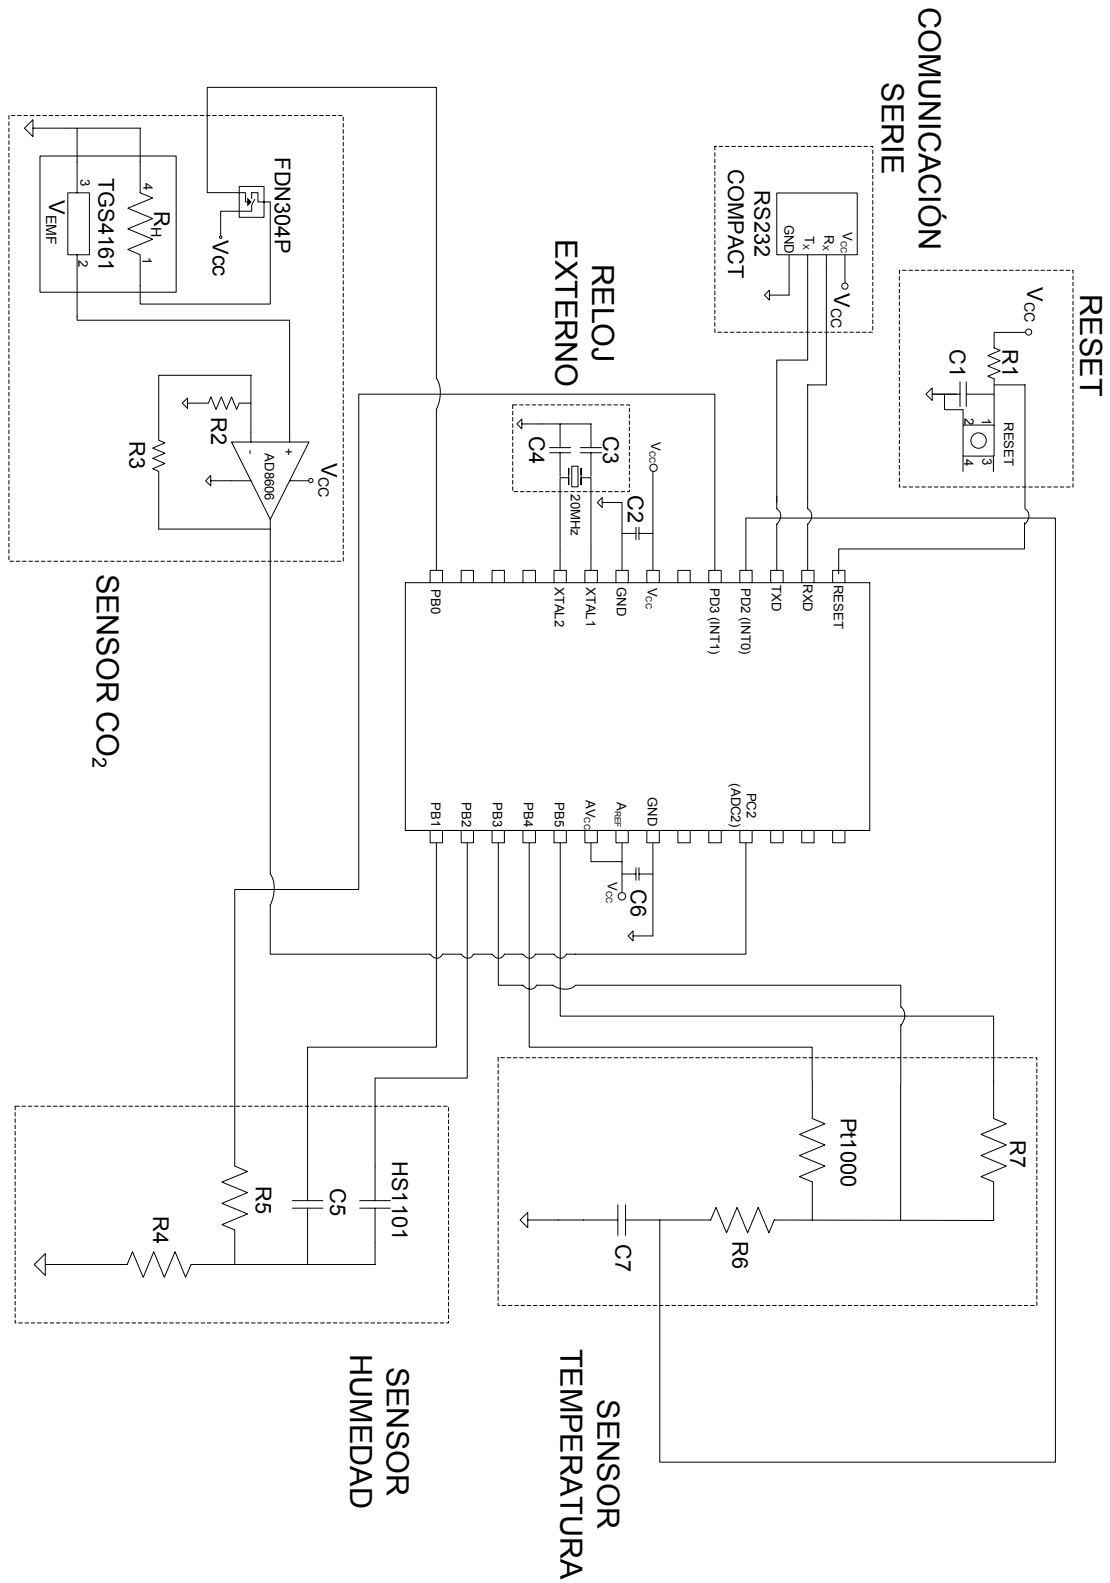 RESET
VCC
R1
C1
RESET
1
2
3
4
COMUNICACIÓN
SERIE
RS232
COMPACT
VCC
RX
TX
GND
VCC
RELOJ
EXTERNO
C3
C4
20MHz
VCC
C2
FDN304P
Vcc
TGS4161
RH
VEMF
4
1
3
2
R2
R3
AD8606
+
-
VCC
SENSOR CO2
RESET
RXD
TXD
PD2 (INT0)
PD3 (INT1)
VCC
GND
XTAL1
XTAL2
PB0
PC2
(ADC2)
GND
AREF
AVCC
PB5
PB4
PB3
PB2
PB1
C6
VCC
R7
Pt1000
R6
C7
SENSOR
TEMPERATURA
HS1101
C5
R5
R4
SENSOR
HUMEDAD